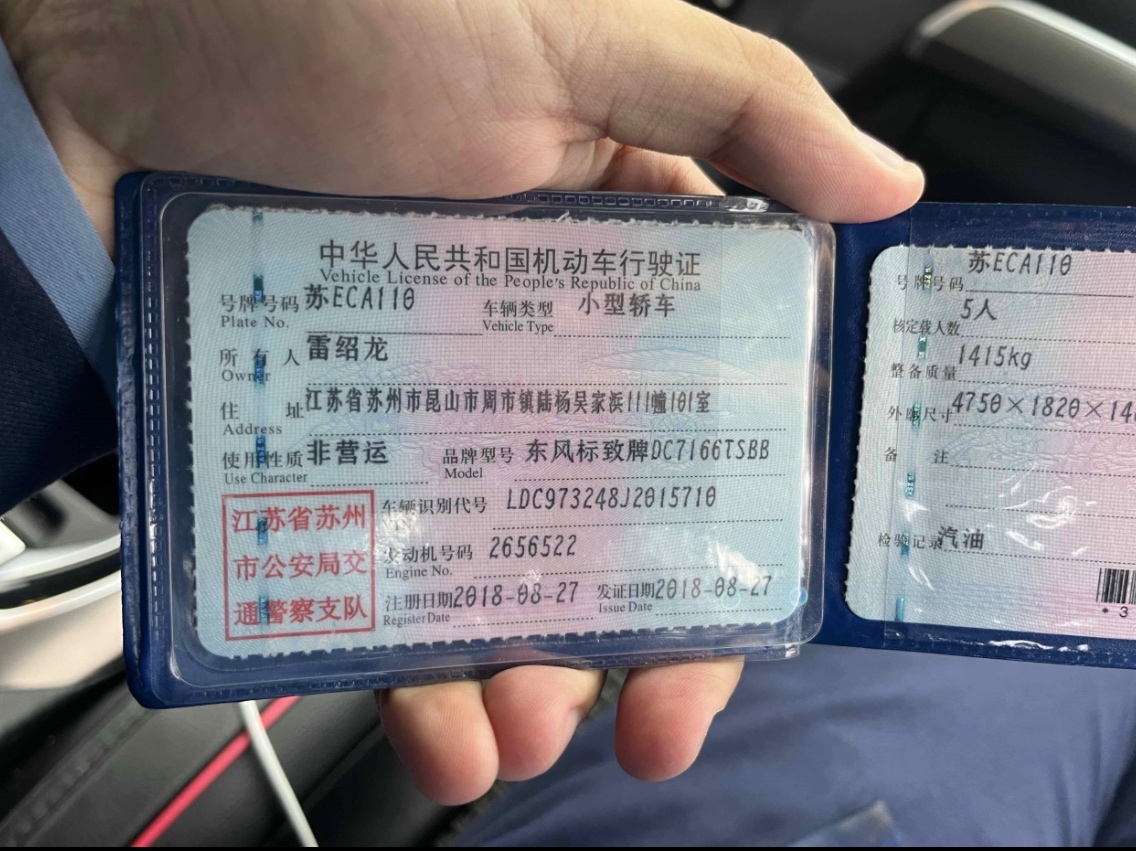 中华人民共和国机动车行驶证
Vehicle License of the People's Republic of China
号牌号码 苏ECA110 车辆类型 小型轿车
Plate No. Vehicle Type
所有人 雷绍龙
Owner
住址 江苏省苏州市昆山市周市镇陆杨吴家浜111幢101室
Address
使用性质 非营运 品牌型号 东风标致牌DC7166TSBB
Use Character Model
江苏省苏州
市公安局交
通警察支队
车辆识别代号 LDC973248J2015710
发动机号码 2656522
Engine No.
注册日期 2018-08-27 发证日期 2018-08-27
Register Date Issue Date
号牌号码 苏ECA110
核定载人数 5人
整备质量 1415kg
外廓尺寸 4750×1820×14
备注
检验记录 汽油
*3